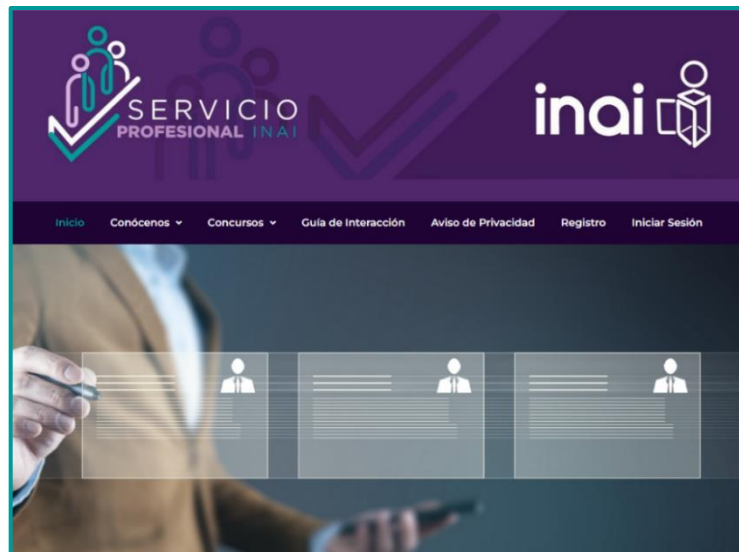 SERVICIO
PROFESIONAL INAI
inai
Inicio Conócenos Concursos Guía de Interacción Aviso de Privacidad Registro Iniciar Sesión